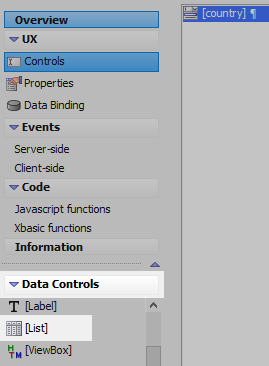 Overview
UX
Controls
Properties
Data Binding
Events
Server-side
Client-side
Code
Javascript functions
Xbasic functions
Information
Data Controls
T [Label]
[List]
HTM [ViewBox]
[country] ¶